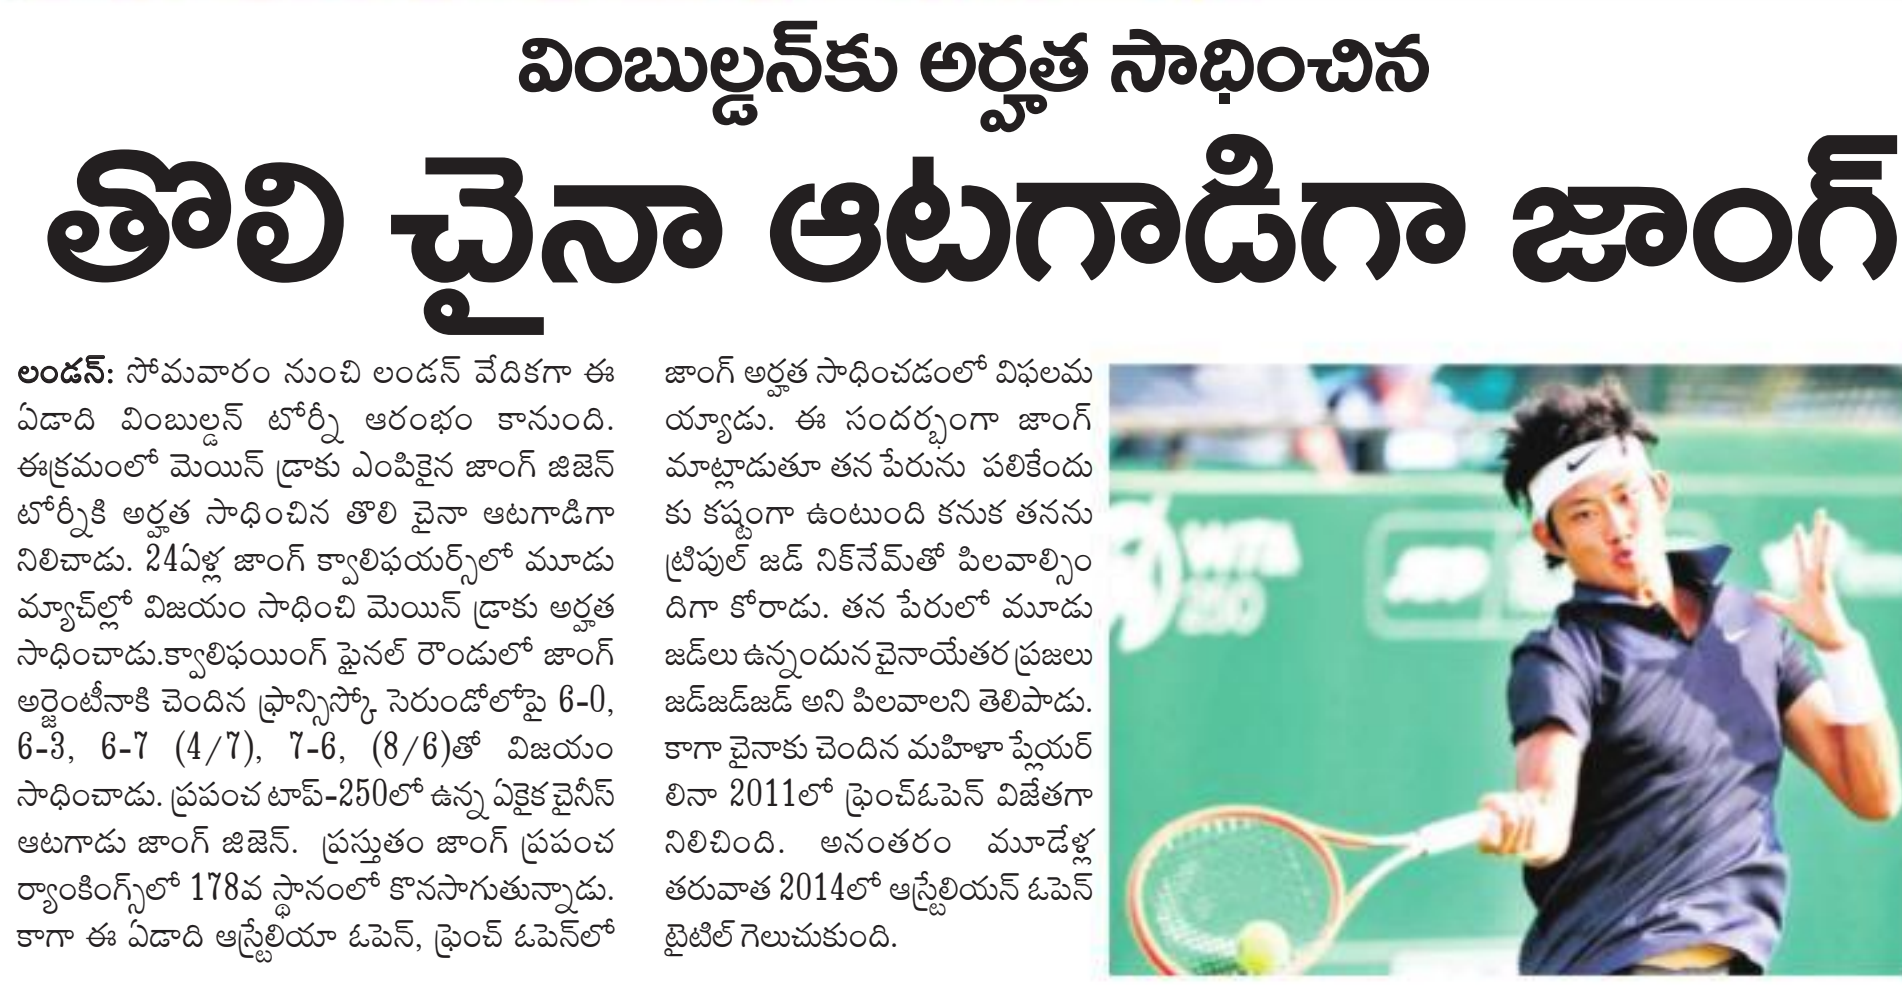 వింబుల్డన్‌కు అర్హత సాధించిన
తొలి చైనా ఆటగాడిగా జాంగ్
లండన్: సోమవారం నుంచి లండన్ వేదికగా ఈ
ఏడాది వింబుల్డన్ టోర్నీ ఆరంభం కానుంది.
ఈక్రమంలో మెయిన్ డ్రాకు ఎంపికైన జాంగ్ జిజెన్
టోర్నీకి అర్హత సాధించిన తొలి చైనా ఆటగాడిగా
నిలిచాడు. 24ఏళ్ల జాంగ్ క్వాలిఫయర్స్‌లో మూడు
మ్యాచ్‌ల్లో విజయం సాధించి మెయిన్ డ్రాకు అర్హత
సాధించాడు.క్వాలిఫయింగ్ ఫైనల్ రౌండులో జాంగ్
అర్జెంటీనాకి చెందిన ఫ్రాన్సిస్కో సెరుండోలోపై 6-0,
6-3, 6-7 (4/7), 7-6, (8/6)తో విజయం
సాధించాడు. ప్రపంచ టాప్-250లో ఉన్న ఏకైక చైనీస్
ఆటగాడు జాంగ్ జిజెన్. ప్రస్తుతం జాంగ్ ప్రపంచ
ర్యాంకింగ్స్‌లో 178వ స్థానంలో కొనసాగుతున్నాడు.
కాగా ఈ ఏడాది ఆస్ట్రేలియా ఓపెన్, ఫ్రెంచ్ ఓపెన్‌లో
జాంగ్ అర్హత సాధించడంలో విఫలమ
య్యాడు. ఈ సందర్భంగా జాంగ్
మాట్లాడుతూ తన పేరును పలికేందు
కు కష్టంగా ఉంటుంది కనుక తనను
ట్రిపుల్ జడ్ నిక్‌నేమ్‌తో పిలవాల్సిం
దిగా కోరాడు. తన పేరులో మూడు
జడ్‌లు ఉన్నందున చైనాయేతర ప్రజలు
జడ్‌జడ్‌జడ్ అని పిలవాలని తెలిపాడు.
కాగా చైనాకు చెందిన మహిళా ప్లేయర్
లినా 2011లో ఫ్రెంచ్‌ఓపెన్ విజేతగా
నిలిచింది. అనంతరం మూడేళ్ల
తరువాత 2014లో ఆస్ట్రేలియన్ ఓపెన్
టైటిల్ గెలుచుకుంది.
WTA
250